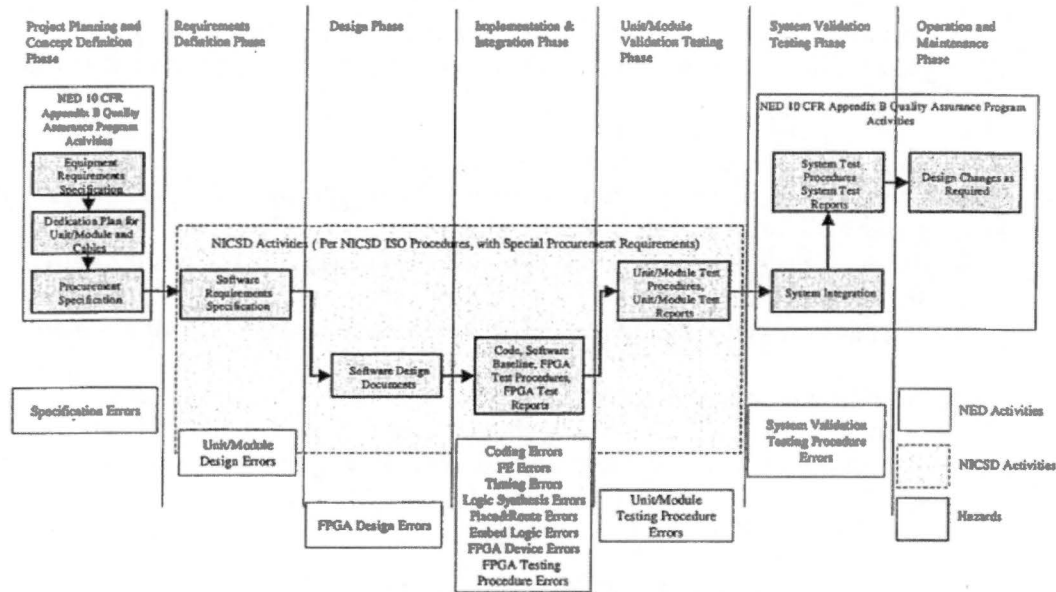 Project Planning and
Concept Definition
Phase
Requirements
Definition Phase
Design Phase
Implementation &
Integration Phase
Unit/Module
Validation Testing
Phase
System Validation
Testing Phase
Operation and
Maintenance
Phase
NED 10 CFR
Appendix B Quality
Assurance Program
Activities
Equipment
Requirements
Specification
Dedication Plan for
Unit/Module and
Cables
Procurement
Specification
NICSD Activities ( Per NICSD ISO Procedures, with Special Procurement Requirements)
Software
Requirements
Specification
Software Design
Documents
Code, Software
Baseline, FPGA
Test Procedures,
FPGA Test
Reports
Unit/Module Test
Procedures,
Unit/Module Test
Reports
NED 10 CFR Appendix B Quality Assurance Program
Activities
System Test
Procedures
System Test
Reports
Design Changes as
Required
System Integration
Specification Errors
Unit/Module
Design Errors
FPGA Design Errors
Coding Errors
FE Errors
Timing Errors
Logic Synthesis Errors
Place&Route Errors
Embed Logic Errors
FPGA Device Errors
FPGA Testing
Procedure Errors
Unit/Module
Testing Procedure
Errors
System Validation
Testing Procedure
Errors
NED Activities
NICSD Activities
Hazards